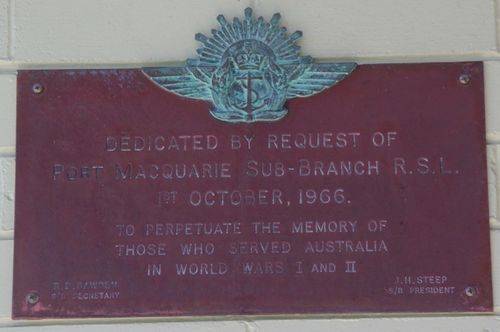 DEDICATED BY REQUEST OF
PORT MACQUARIE SUB-BRANCH R.S.L.
1ST OCTOBER, 1966.
TO PERPETUATE THE MEMORY OF
THOSE WHO SERVED AUSTRALIA
IN WORLD WARS I AND II
S/B SECRETARY
J.H. STEEP
S/B PRESIDENT